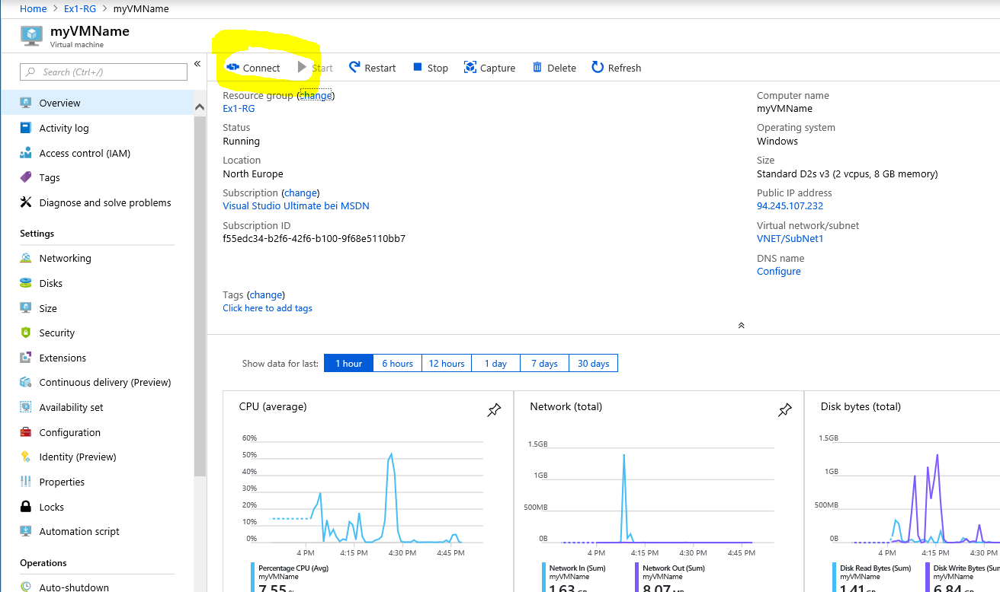 Home > Ex1-RG > myVMName
myVMName
Virtual machine
Search (Ctrl+/)
«
Overview
Activity log
Access control (IAM)
Tags
Diagnose and solve problems
Settings
Networking
Disks
Size
Security
Extensions
Continuous delivery (Preview)
Availability set
Configuration
Identity (Preview)
Properties
Locks
Automation script
Operations
Auto-shutdown
Connect Start Restart Stop Capture Delete Refresh
Resource group (change)
Ex1-RG
Status
Running
Location
North Europe
Subscription (change)
Visual Studio Ultimate bei MSDN
Subscription ID
f55edc34-b2f6-42f6-b100-9f68e5110bb7
Computer name
myVMName
Operating system
Windows
Size
Standard D2s v3 (2 vcpus, 8 GB memory)
Public IP address
94.245.107.232
Virtual network/subnet
VNET/SubNet1
DNS name
Configure
Tags (change)
Click here to add tags
Show data for last: 1 hour 6 hours 12 hours 1 day 7 days 30 days
CPU (average)
60%
50%
40%
30%
20%
10%
0%
4 PM 4:15 PM 4:30 PM 4:45 PM
Percentage CPU (Avg)
myVMName
7.55 %
Network (total)
1.5GB
1GB
500MB
0B
4 PM 4:15 PM 4:30 PM 4:45 PM
Network In (Sum)
myVMName
1.63 GB
Network Out (Sum)
myVMName
8.07 MB
Disk bytes (total)
1.5GB
1GB
500MB
0B
4 PM 4:15 PM 4:30 PM
Disk Read Bytes (Sum)
myVMName
1.41 GB
Disk Write Bytes (Sum)
myVMName
6.84 GB